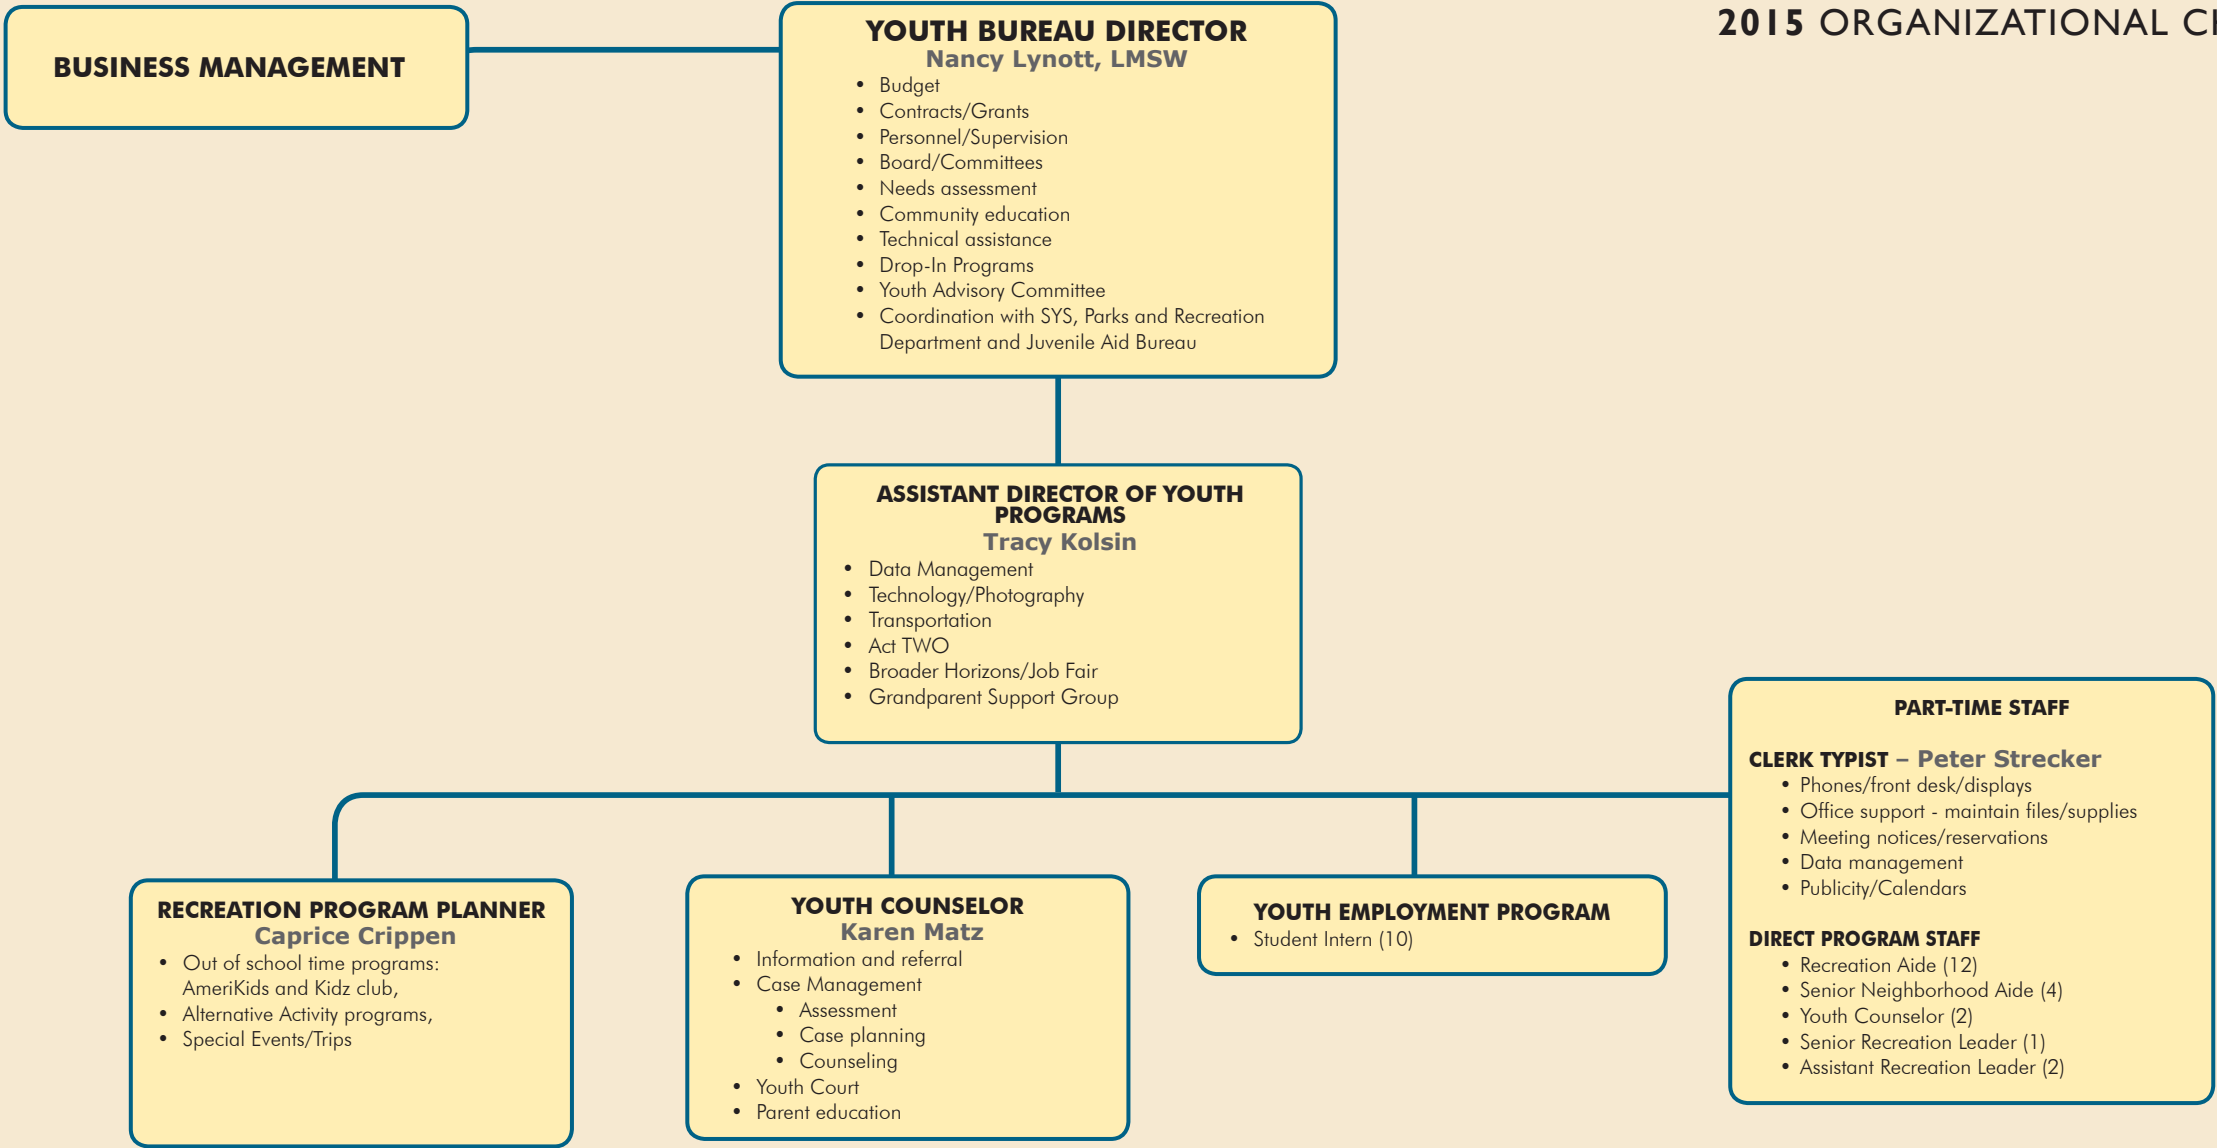 2015 ORGANIZATIONAL
BUSINESS MANAGEMENT
YOUTH BUREAU DIRECTOR
Nancy Lynott, LMSW
• Budget
• Contracts/Grants
• Personnel/Supervision
• Board/Committees
• Needs assessment
• Community education
• Technical assistance
• Drop-In Programs
• Youth Advisory Committee
• Coordination with SYS, Parks and Recreation
Department and Juvenile Aid Bureau
ASSISTANT DIRECTOR OF YOUTH
PROGRAMS
Tracy Kolsin
• Data Management
• Technology/Photography
• Transportation
• Act TWO
• Broader Horizons/Job Fair
• Grandparent Support Group
RECREATION PROGRAM PLANNER
Caprice Crippen
• Out of school time programs:
AmeriKids and Kidz club,
• Alternative Activity programs,
• Special Events/Trips
YOUTH COUNSELOR
Karen Matz
• Information and referral
• Case Management
• Assessment
• Case planning
• Counseling
• Youth Court
• Parent education
YOUTH EMPLOYMENT PROGRAM
• Student Intern (10)
PART-TIME STAFF
CLERK TYPIST – Peter Strecker
• Phones/front desk/displays
• Office support - maintain files/supplies
• Meeting notices/reservations
• Data management
• Publicity/Calendars
DIRECT PROGRAM STAFF
• Recreation Aide (12)
• Senior Neighborhood Aide (4)
• Youth Counselor (2)
• Senior Recreation Leader (1)
• Assistant Recreation Leader (2)